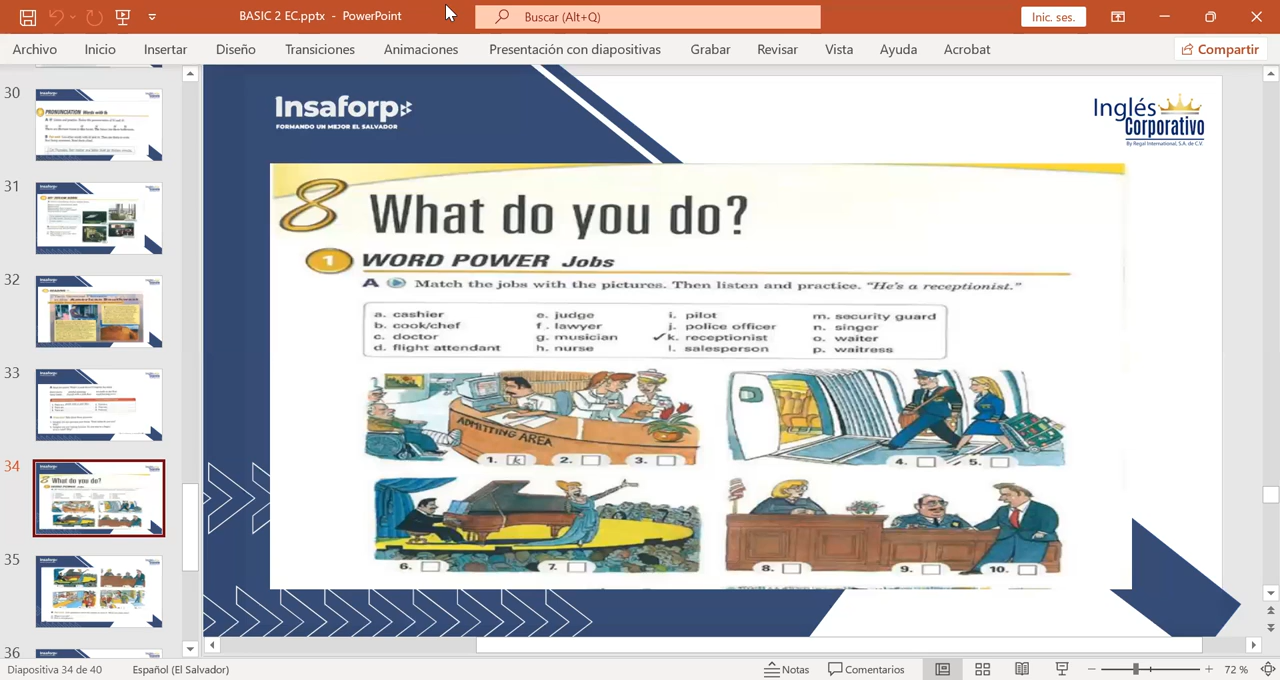 BASIC 2 EC.pptx - PowerPoint
Buscar (Alt+Q)
Inic. ses.
Archivo
Inicio
Insertar
Diseño
Transiciones
Animaciones
Presentación con diapositivas
Grabar
Revisar
Vista
Ayuda
Acrobat
Compartir
30
31
32
33
34
35
36
Insaforp
FORMANDO UN MEJOR EL SALVADOR
Inglés
Corporativo
By Regal International, S.A. de C.V
8 What do you do?
1 WORD POWER Jobs
A Match the jobs with the pictures. Then listen and practice. "He's a receptionist."
a. cashier
b. cook/chef
c. doctor
d. flight attendant
e. judge
f. lawyer
g. musician
h. nurse
i. pilot
j. police officer
✓k. receptionist
l. salesperson
m. security guard
n. singer
o. waiter
p. waitress
ADMITTING AREA
1. k 2. 3.
4. 5.
6. 7.
8. 9. 10.
Diapositiva 34 de 40
Español (El Salvador)
Notas
Comentarios
72 %